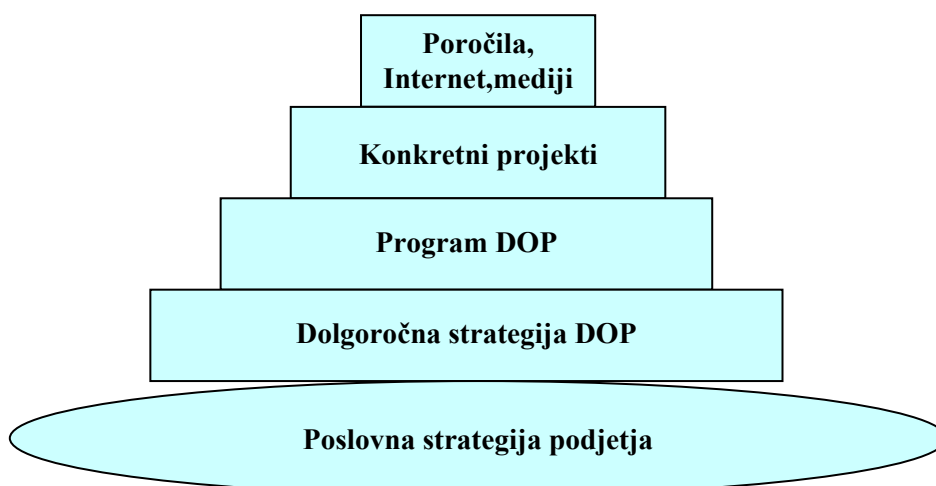 Poročila,
Internet,mediji
Konkretni projekti
Program DOP
Dolgoročna strategija DOP
Poslovna strategija podjetja